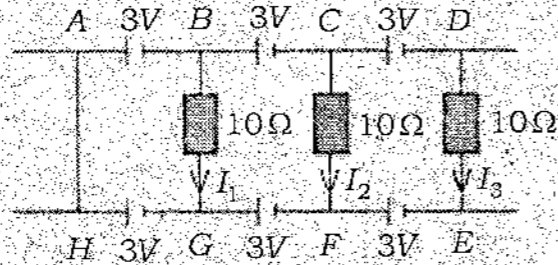 A 3V B 3V C 3V D
10Ω 10Ω 10Ω
I₁ I₂ I₃
H 3V G 3V F 3V E